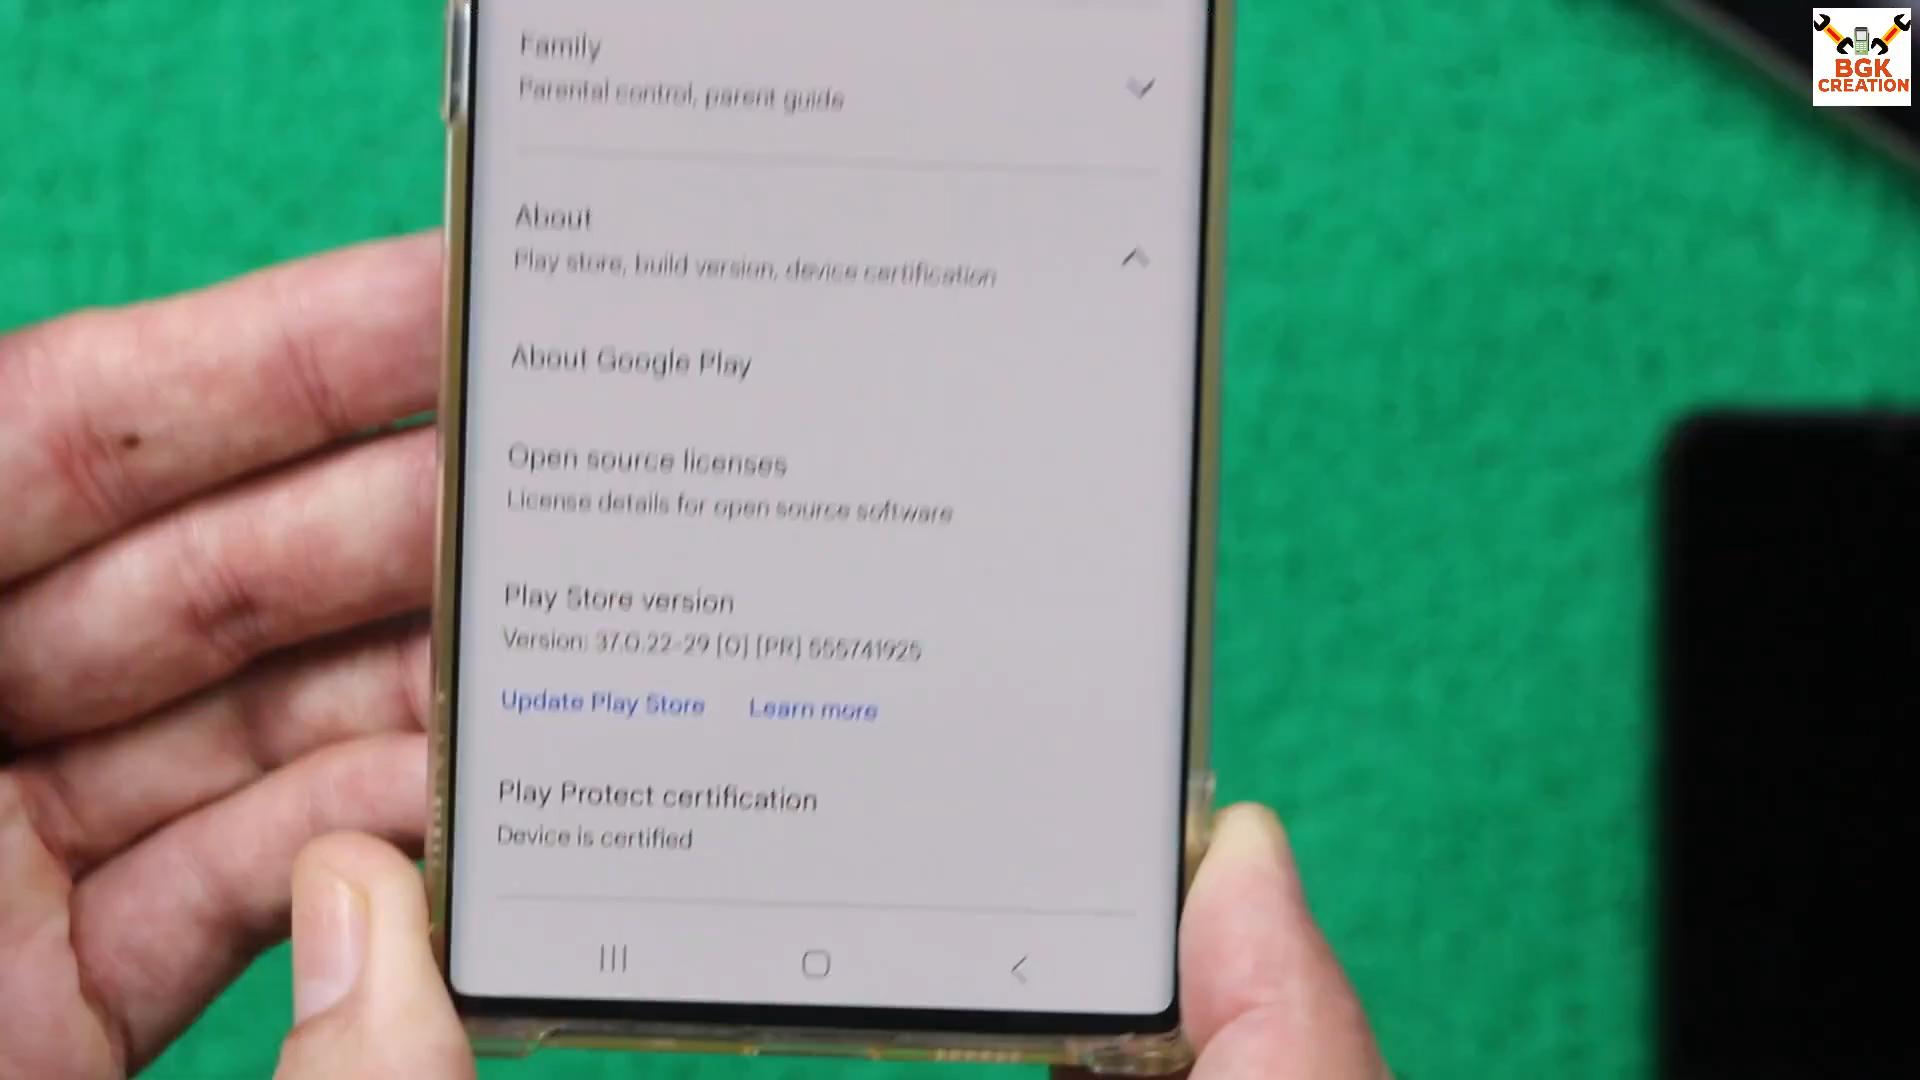 BGK
CREATION
Family
Parental control, parent guide
About
Play store, build version, device certification
About Google Play
Open source licenses
License details for open source software
Play Store version
Version: 37.0.22-29 [0] [PR] 555741925
Update Play Store Learn more
Play Protect certification
Device is certified